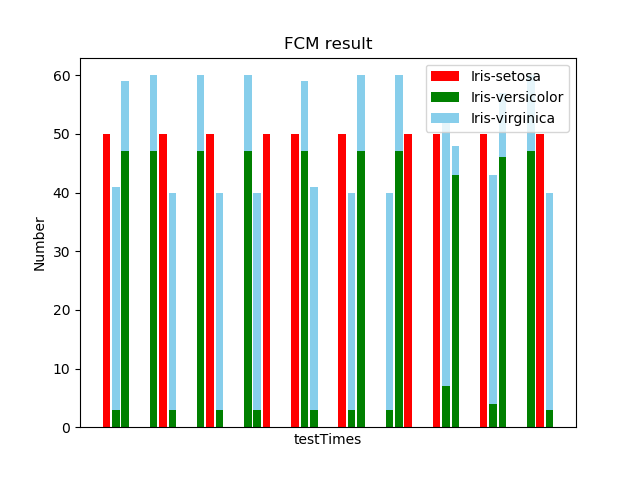 FCM result
Iris-setosa
Iris-versicolor
Iris-virginica
60
50
40
30
20
10
0
Number
testTimes